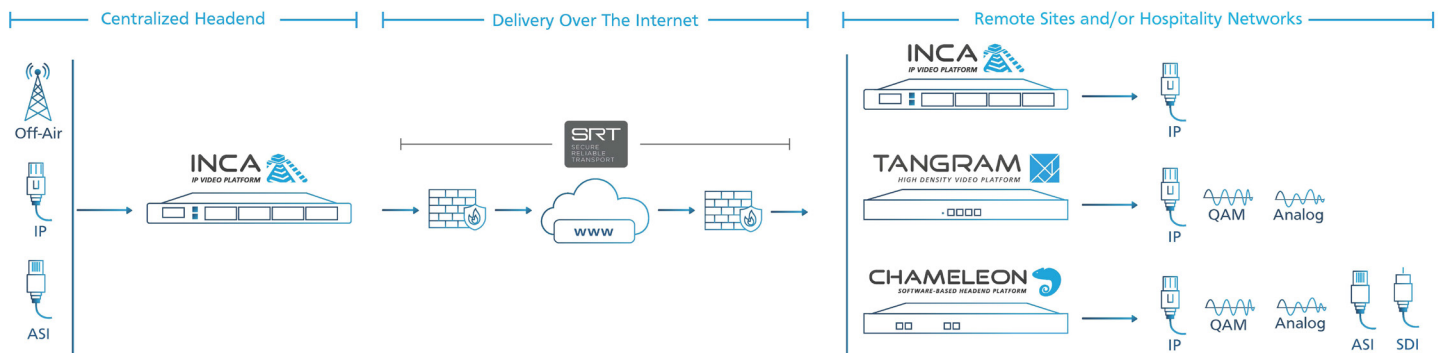 Centralized Headend
Delivery Over The Internet
Remote Sites and/or Hospitality Networks
Off-Air
IP
ASI
INCA
IP VIDEO PLATFORM
SRT
SECURE
RELIABLE
TRANSPORT
www
INCA
IP VIDEO PLATFORM
IP
TANGRAM
HIGH DENSITY VIDEO PLATFORM
IP
QAM
Analog
CHAMELEON
SOFTWARE-BASED HEADEND PLATFORM
IP
QAM
Analog
ASI
SDI